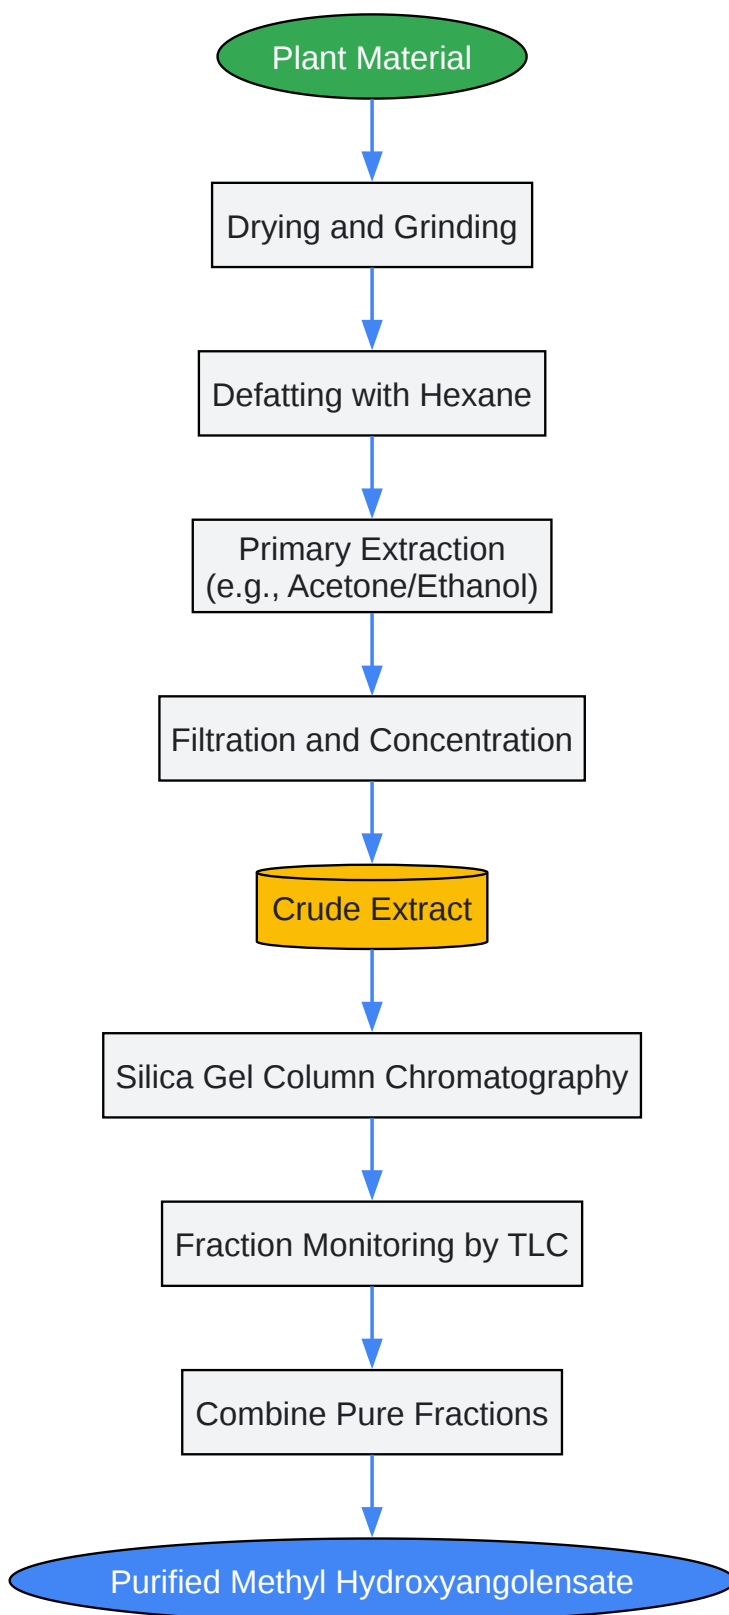 Plant Material
Drying and Grinding
Defatting with Hexane
Primary Extraction
(e.g., Acetone/Ethanol)
Filtration and Concentration
Crude Extract
Silica Gel Column Chromatography
Fraction Monitoring by TLC
Combine Pure Fractions
Purified Methyl Hydroxyangolensate